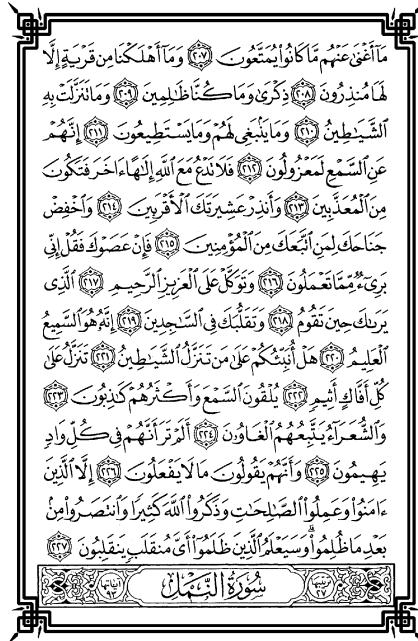 مَآ أَغْنَىٰ عَنْهُم مَّا كَانُوا۟ يُمَتَّعُونَ ٢٠٧ وَمَآ أَهْلَكْنَا مِن قَرْيَةٍ إِلَّا
لَهَا مُنذِرُونَ ٢٠٨ ذِكْرَىٰ وَمَا كُنَّا ظَـٰلِمِينَ ٢٠٩ وَمَا تَنَزَّلَتْ بِهِ
ٱلشَّيَـٰطِينُ ٢١٠ وَمَا يَنۢبَغِى لَهُمْ وَمَا يَسْتَطِيعُونَ ٢١١ إِنَّهُمْ
عَنِ ٱلسَّمْعِ لَمَعْزُولُونَ ٢١٢ فَلَا تَدْعُ مَعَ ٱللَّهِ إِلَـٰهًا ءَاخَرَ فَتَكُونَ
مِنَ ٱلْمُعَذَّبِينَ ٢١٣ وَأَنذِرْ عَشِيرَتَكَ ٱلْأَقْرَبِينَ ٢١٤ وَٱخْفِضْ
جَنَاحَكَ لِمَنِ ٱتَّبَعَكَ مِنَ ٱلْمُؤْمِنِينَ ٢١٥ فَإِنْ عَصَوْكَ فَقُلْ إِنِّى
بَرِىٓءٌ مِّمَّا تَعْمَلُونَ ٢١٦ وَتَوَكَّلْ عَلَى ٱلْعَزِيزِ ٱلرَّحِيمِ ٢١٧ ٱلَّذِى
يَرَىٰكَ حِينَ تَقُومُ ٢١٨ وَتَقَلُّبَكَ فِى ٱلسَّـٰجِدِينَ ٢١٩ إِنَّهُۥ هُوَ ٱلسَّمِيعُ
ٱلْعَلِيمُ ٢٢٠ هَلْ أُنَبِّئُكُمْ عَلَىٰ مَن تَنَزَّلُ ٱلشَّيَـٰطِينُ ٢٢١ تَنَزَّلُ عَلَىٰ
كُلِّ أَفَّاكٍ أَثِيمٍ ٢٢٢ يُلْقُونَ ٱلسَّمْعَ وَأَكْثَرُهُمْ كَـٰذِبُونَ ٢٢٣
وَٱلشُّعَرَآءُ يَتَّبِعُهُمُ ٱلْغَاوُۥنَ ٢٢٤ أَلَمْ تَرَ أَنَّهُمْ فِى كُلِّ وَادٍ
يَهِيمُونَ ٢٢٥ وَأَنَّهُمْ يَقُولُونَ مَا لَا يَفْعَلُونَ ٢٢٦ إِلَّا ٱلَّذِينَ
ءَامَنُوا۟ وَعَمِلُوا۟ ٱلصَّـٰلِحَـٰتِ وَذَكَرُوا۟ ٱللَّهَ كَثِيرًا وَٱنتَصَرُوا۟ مِنۢ
بَعْدِ مَا ظُلِمُوا۟ ۗ وَسَيَعْلَمُ ٱلَّذِينَ ظَلَمُوٓا۟ أَىَّ مُنقَلَبٍ يَنقَلِبُونَ ٢٢٧
ترتيبها ٢٧ سُورَةُ ٱلنَّمْلِ آياتها ٩٣